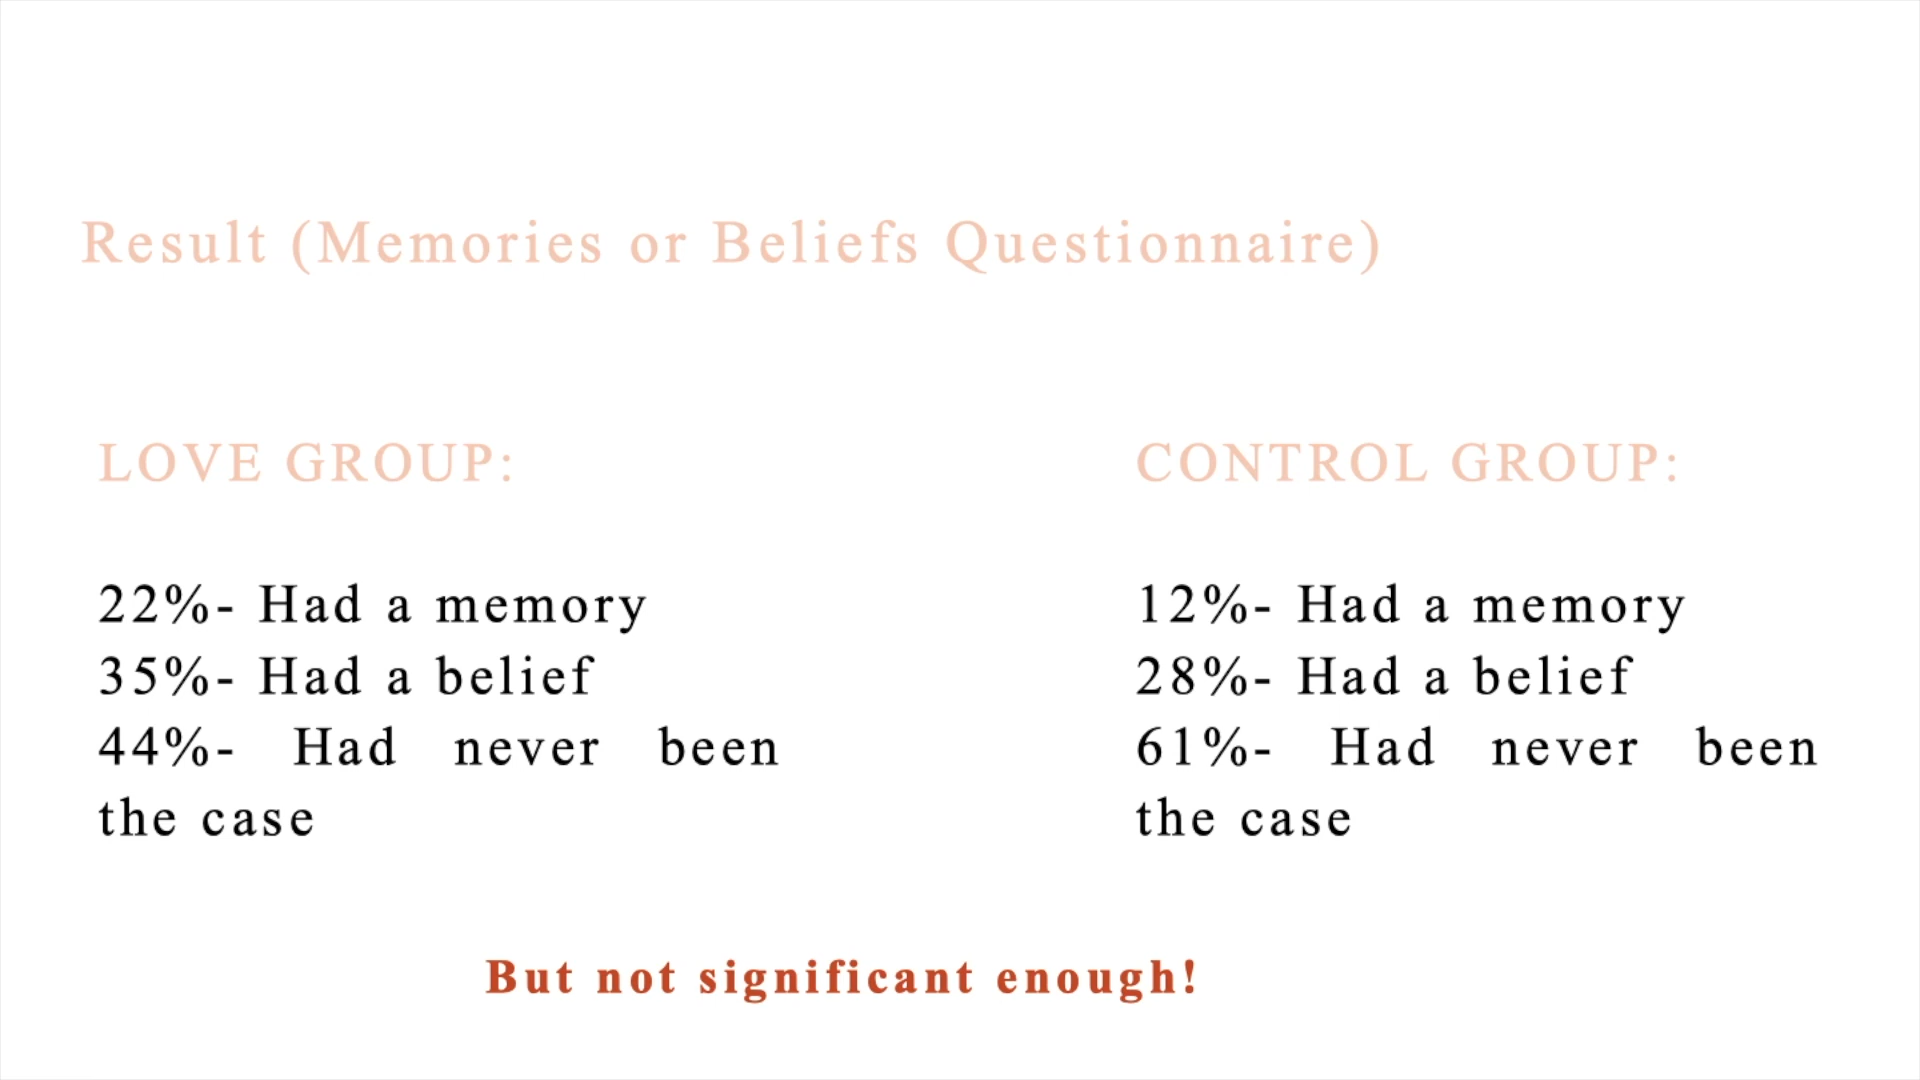 Result (Memories or Beliefs Questionnaire)
LOVE GROUP:
22%- Had a memory
35%- Had a belief
44%- Had never been
the case
CONTROL GROUP:
12%- Had a memory
28%- Had a belief
61%- Had never been
the case
But not significant enough!